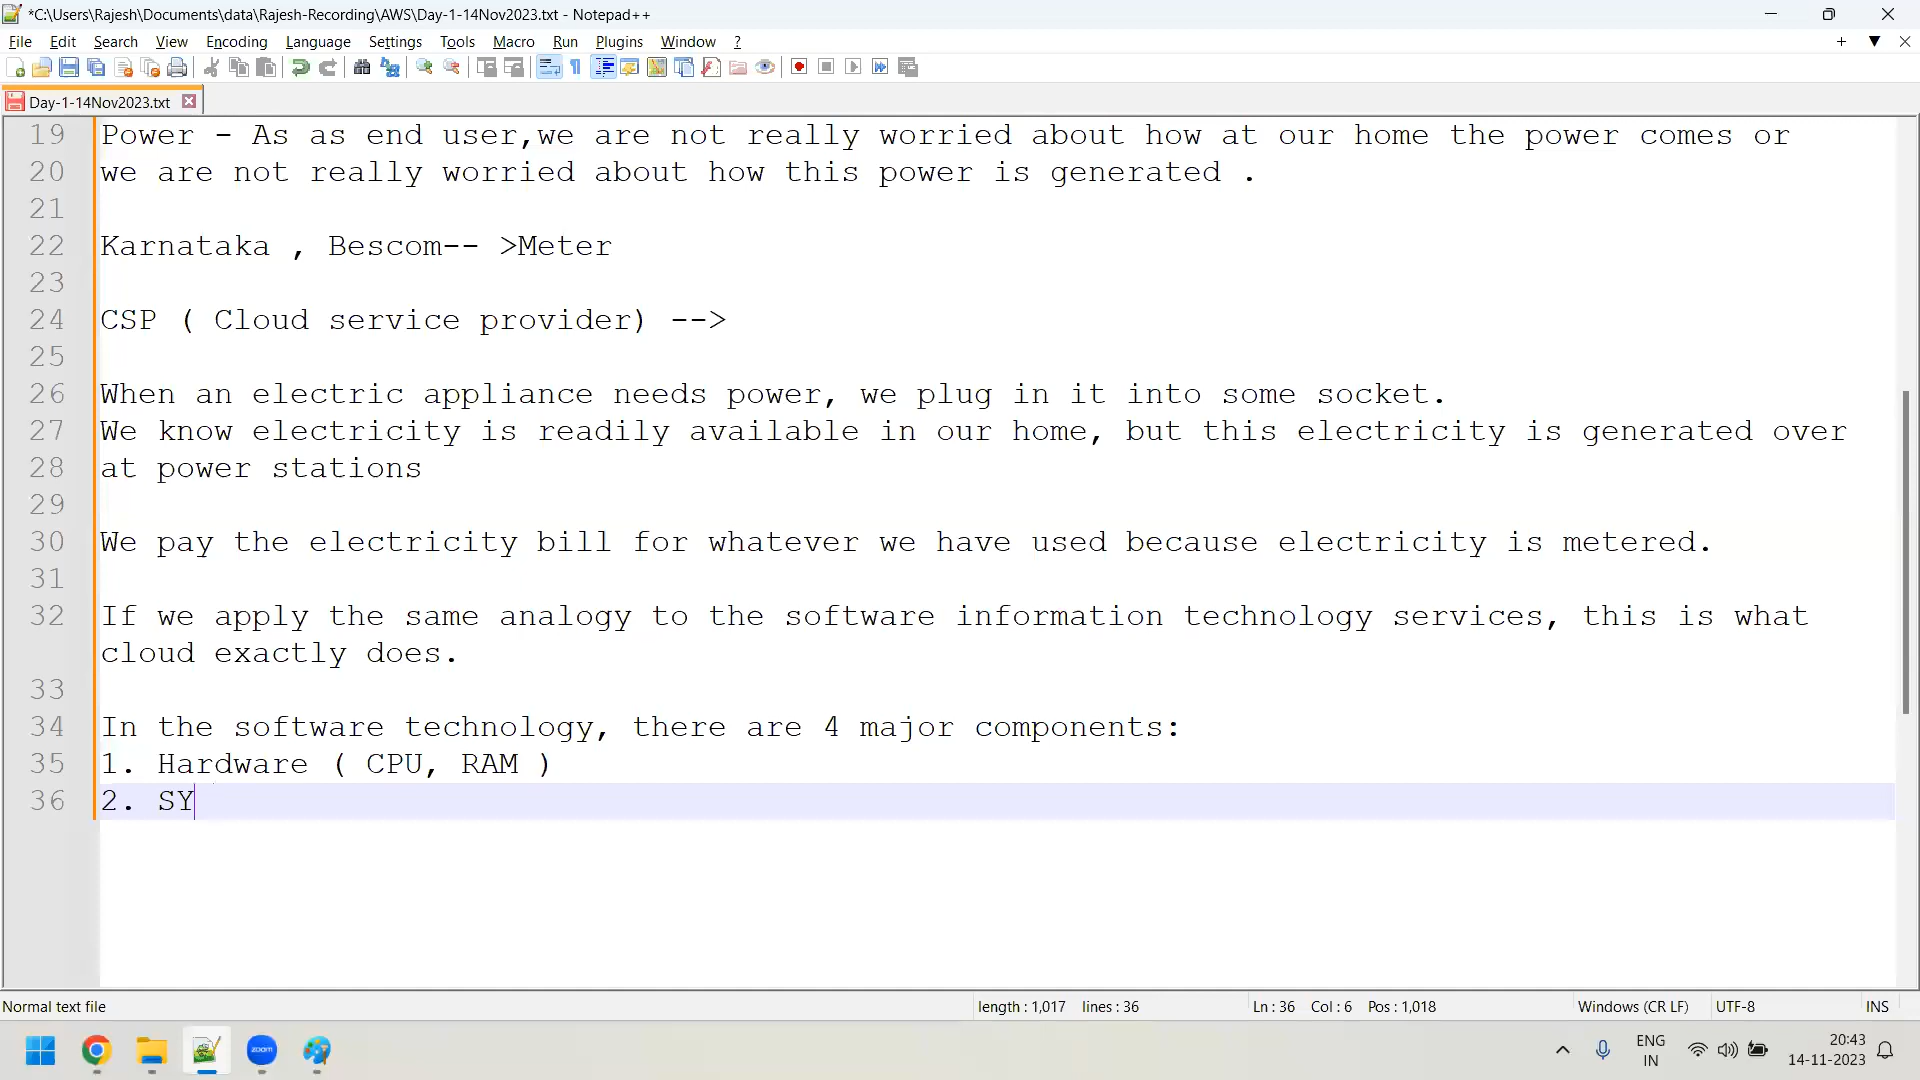 *C:\Users\Rajesh\Documents\data\Rajesh-Recording\AWS\Day-1-14Nov2023.txt - Notepad++
File Edit Search View Encoding Language Settings Tools Macro Run Plugins Window ?
Day-1-14Nov2023.txt
19 Power - As as end user,we are not really worried about how at our home the power comes or
20 we are not really worried about how this power is generated .
21
22 Karnataka , Bescom-- >Meter
23
24 CSP ( Cloud service provider) -->
25
26 When an electric appliance needs power, we plug in it into some socket.
27 We know electricity is readily available in our home, but this electricity is generated over
28 at power stations
29
30 We pay the electricity bill for whatever we have used because electricity is metered.
31
32 If we apply the same analogy to the software information technology services, this is what
cloud exactly does.
33
34 In the software technology, there are 4 major components:
35 1. Hardware ( CPU, RAM )
36 2. SY
Normal text file length : 1,017 lines : 36 Ln : 36 Col : 6 Pos : 1,018 Windows (CR LF) UTF-8 INS
zoom
ENG
IN
20:43
14-11-2023